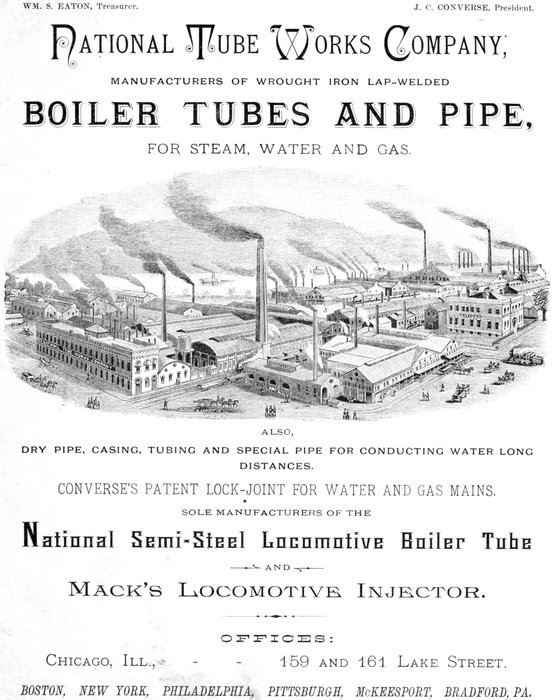 WM. S. EATON, Treasurer. J. C. CONVERSE, President.
NATIONAL TUBE WORKS COMPANY,
MANUFACTURERS OF WROUGHT IRON LAP-WELDED
BOILER TUBES AND PIPE,
FOR STEAM, WATER AND GAS.
ALSO,
DRY PIPE, CASING, TUBING AND SPECIAL PIPE FOR CONDUCTING WATER LONG
DISTANCES.
CONVERSE'S PATENT LOCK-JOINT FOR WATER AND GAS MAINS.
SOLE MANUFACTURERS OF THE
National Semi-Steel Locomotive Boiler Tube
AND
MACK'S LOCOMOTIVE INJECTOR.
OFFICES:
CHICAGO, ILL., - - 159 AND 161 LAKE STREET.
BOSTON, NEW YORK, PHILADELPHIA, PITTSBURGH, MCKEESPORT, BRADFORD, PA.